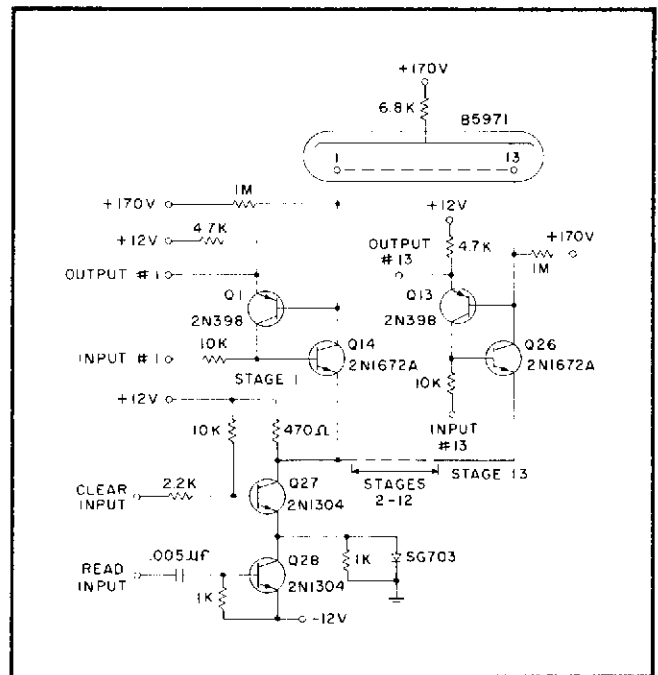 +170V
6.8K
B5971
1
13
1M
+170V
+12V
4.7K
+12V
4.7K
+170V
1M
OUTPUT
#13
OUTPUT #1
Q1
2N398
Q13
2N398
Q14
2N1672A
Q26
2N1672A
10K
INPUT #1
STAGE 1
10K
INPUT
#13
+12V
10K
470Ω
STAGES
2-12
STAGE 13
CLEAR
INPUT
2.2K
Q27
2N1304
READ
INPUT
.005µf
1K
Q28
2N1304
1K
SG703
-12V